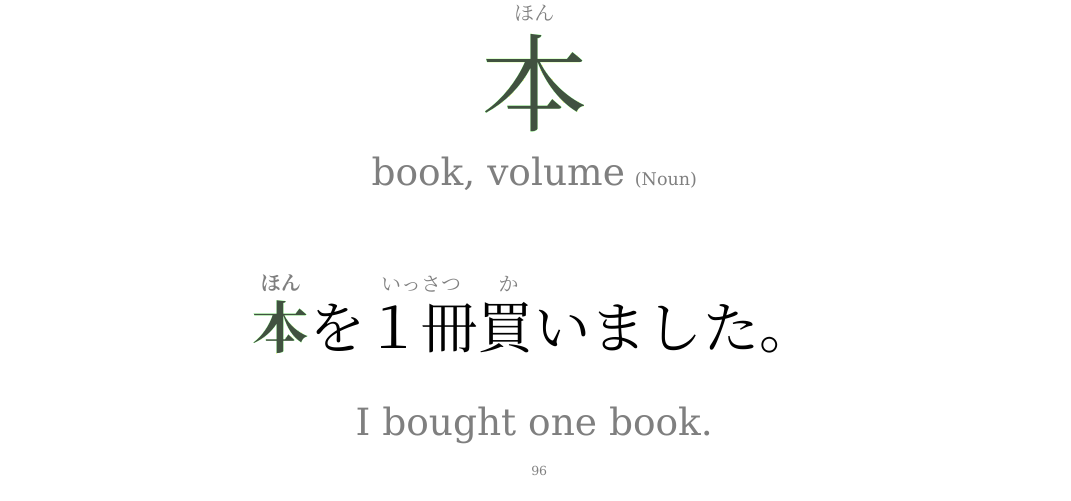 ほん
本
book, volume (Noun)
ほん いっさつ か
本を１冊買いました。
I bought one book.
96